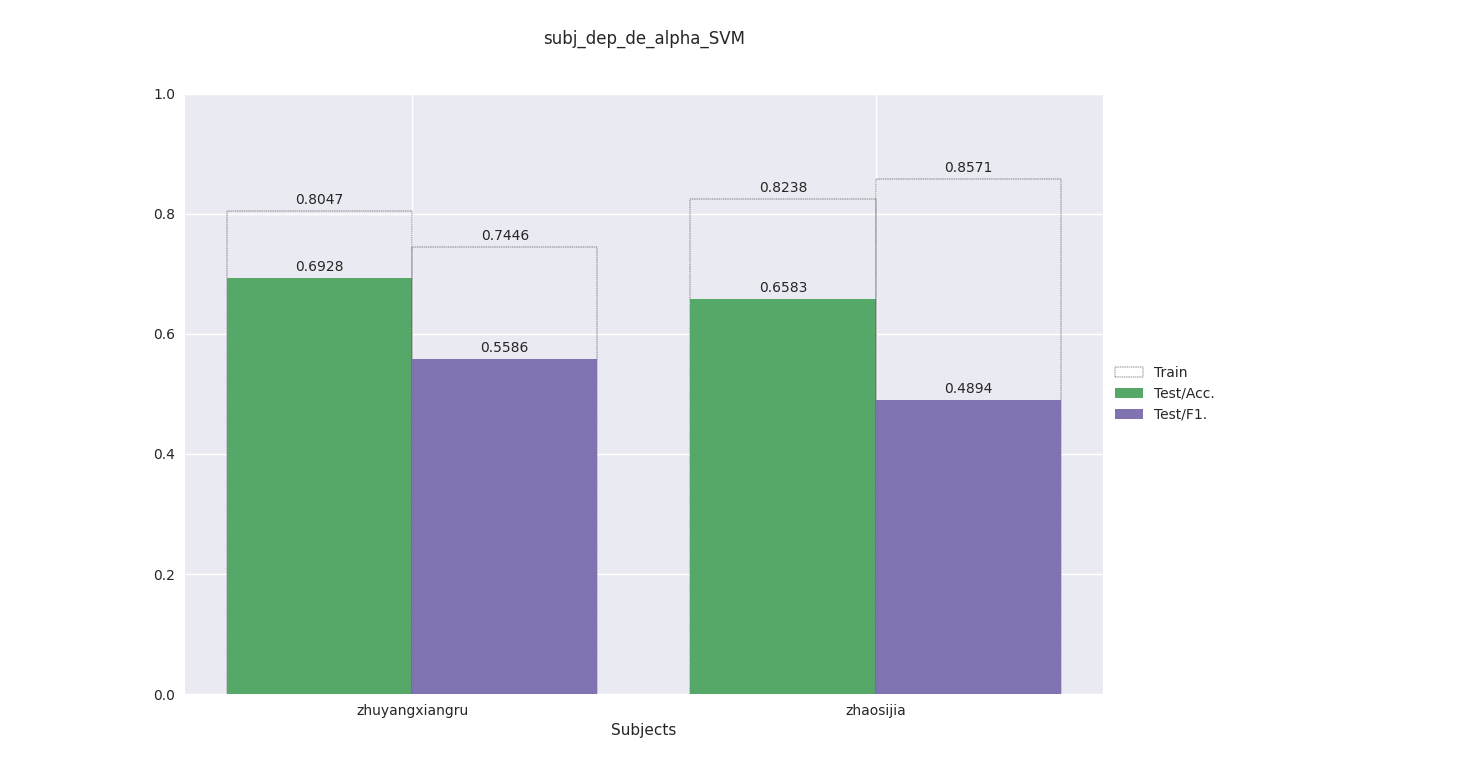 subj_dep_de_alpha_SVM
1.0
0.8
0.6
0.4
0.2
0.0
0.8047
0.6928
0.7446
0.5586
0.8238
0.6583
0.8571
0.4894
zhuyangxiangru
zhaosijia
Subjects
Train
Test/Acc.
Test/F1.